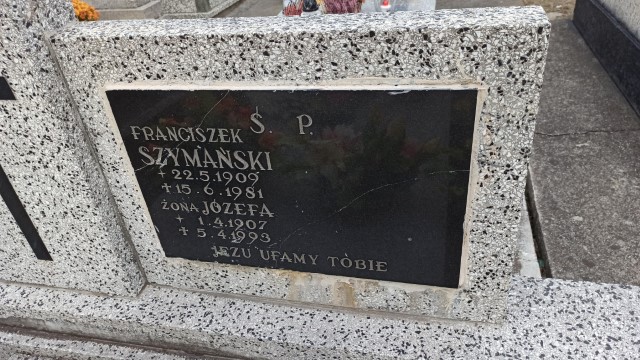 Ś. P.
FRANCISZEK
SZYMAŃSKI
+ 22.5.1909
+ 15.6.1981
ŻONA JÓZEFA
+ 1.4.1907
+ 5.4.1993
JEZU UFAMY TOBIE